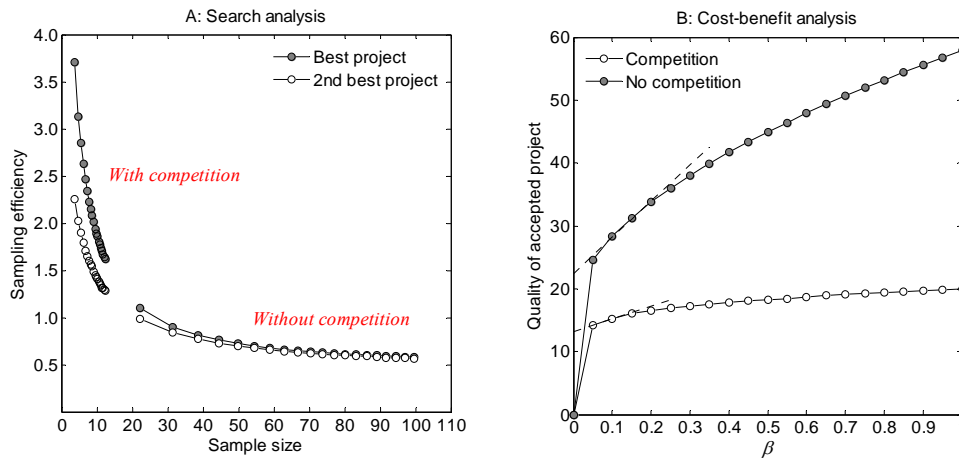 A: Search analysis
4.0
3.5
3.0
2.5
2.0
1.5
1.0
0.5
Sampling efficiency
Best project
2nd best project
With competition
Without competition
0 10 20 30 40 50 60 70 80 90 100 110
Sample size
B: Cost-benefit analysis
60
50
40
30
20
10
0
Quality of accepted project
Competition
No competition
0 0.1 0.2 0.3 0.4 0.5 0.6 0.7 0.8 0.9
β